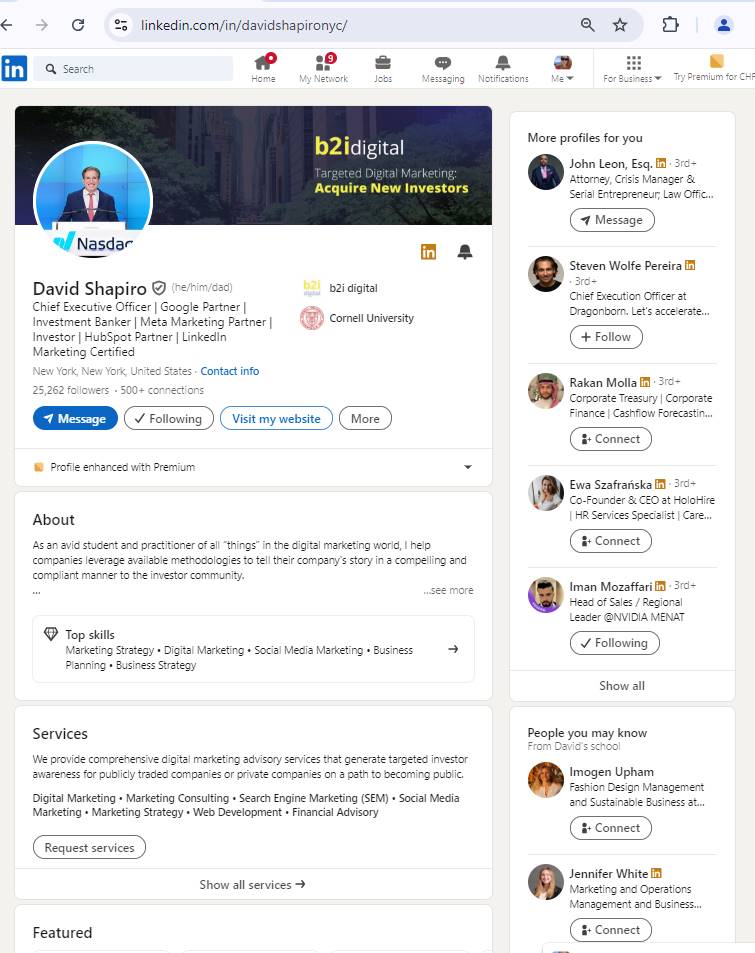 linkedin.com/in/davidshapironyc/
in
Search
Home
9
My Network
Jobs
Messaging
Notifications
Me
For Business
Try Premium for
b2i digital
Targeted Digital Marketing:
Acquire New Investors
Nasdaq
in
David Shapiro (he/him/dad)
Chief Executive Officer | Google Partner |
Investment Banker | Meta Marketing Partner |
Investor | HubSpot Partner | LinkedIn
Marketing Certified
b2i digital
b2i digital
Cornell University
New York, New York, United States · Contact info
25,262 followers · 500+ connections
Message
Following
Visit my website
More
Profile enhanced with Premium
About
As an avid student and practitioner of all “things” in the digital marketing world, I help
companies leverage available methodologies to tell their company’s story in a compelling and
compliant manner to the investor community.
...
...see more
Top skills
Marketing Strategy • Digital Marketing • Social Media Marketing • Business
Planning • Business Strategy
Services
We provide comprehensive digital marketing advisory services that generate targeted investor
awareness for publicly traded companies or private companies on a path to becoming public.
Digital Marketing • Marketing Consulting • Search Engine Marketing (SEM) • Social Media
Marketing • Marketing Strategy • Web Development • Financial Advisory
Request services
Show all services →
Featured
More profiles for you
John Leon, Esq. in · 3rd+
Attorney, Crisis Manager &
Serial Entrepreneur; Law Offic...
Message
Steven Wolfe Pereira in
· 3rd+
Chief Execution Officer at
Dragonborn. Let's accelerate...
+ Follow
Rakan Molla in · 3rd+
Corporate Treasury | Corporate
Finance | Cashflow Forecastin...
Connect
Ewa Szafrańska in · 3rd+
Co-Founder & CEO at HoloHire
| HR Services Specialist | Care...
Connect
Iman Mozaffari in · 3rd+
Head of Sales / Regional
Leader @NVIDIA MENAT
Following
Show all
People you may know
From David's school
Imogen Upham
Fashion Design Management
and Sustainable Business at...
Connect
Jennifer White in
Marketing and Operations
Management and Business...
Connect